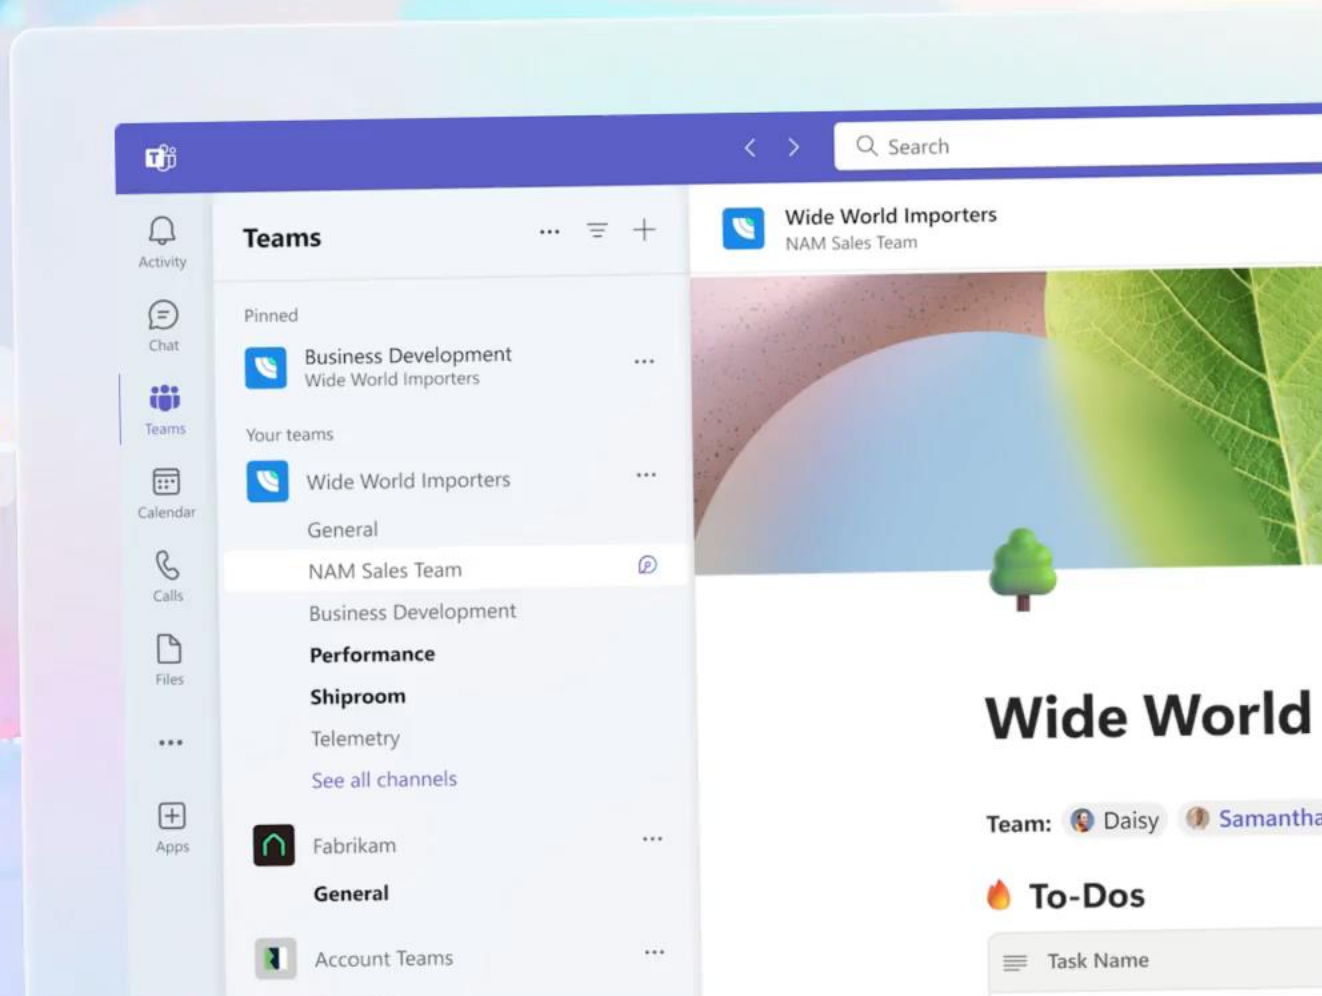 Search
Activity
Chat
Teams
Calendar
Calls
Files
Apps
Teams
Pinned
Business Development
Wide World Importers
Your teams
Wide World Importers
General
NAM Sales Team
Business Development
Performance
Shiproom
Telemetry
See all channels
Fabrikam
General
Account Teams
Wide World Importers
NAM Sales Team
Wide World
Team: Daisy Samantha
To-Dos
Task Name